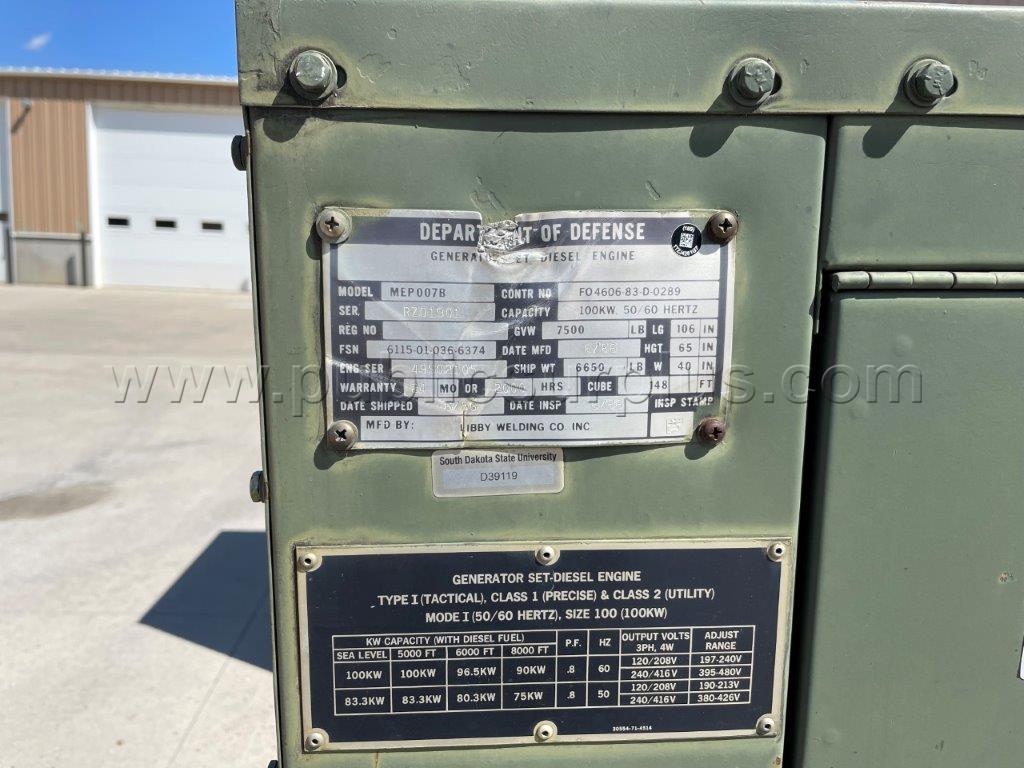 DEPARTMENT OF DEFENSE
GENERATOR SET DIESEL ENGINE
MODEL MEP007B CONTR NO FO4606-83-D-0289
SER. RZ01901 CAPACITY 100KW, 50/60 HERTZ
REG NO GVW 7500 LB LG 106 IN
FSN 6115-01-036-6374 DATE MFD HGT 65 IN
ENG SER SHIP WT 6650 LB W 40 IN
WARRANTY MO OR HRS CUBE 148 FT
DATE SHIPPED DATE INSP INSP STAMP
MFD BY: LIBBY WELDING CO. INC.
www.publicsurplus.com
South Dakota State University
D39119
GENERATOR SET-DIESEL ENGINE
TYPE I (TACTICAL), CLASS 1 (PRECISE) & CLASS 2 (UTILITY)
MODE I (50/60 HERTZ), SIZE 100 (100KW)
KW CAPACITY (WITH DIESEL FUEL) P.F. HZ OUTPUT VOLTS 3PH, 4W ADJUST RANGE
SEA LEVEL 5000 FT 6000 FT 8000 FT
100KW 100KW 96.5KW 90KW .8 60 120/208V 197-240V
240/416V 395-480V
83.3KW 83.3KW 80.3KW 75KW .8 50 120/208V 190-213V
240/416V 380-426V
30554-71-4514